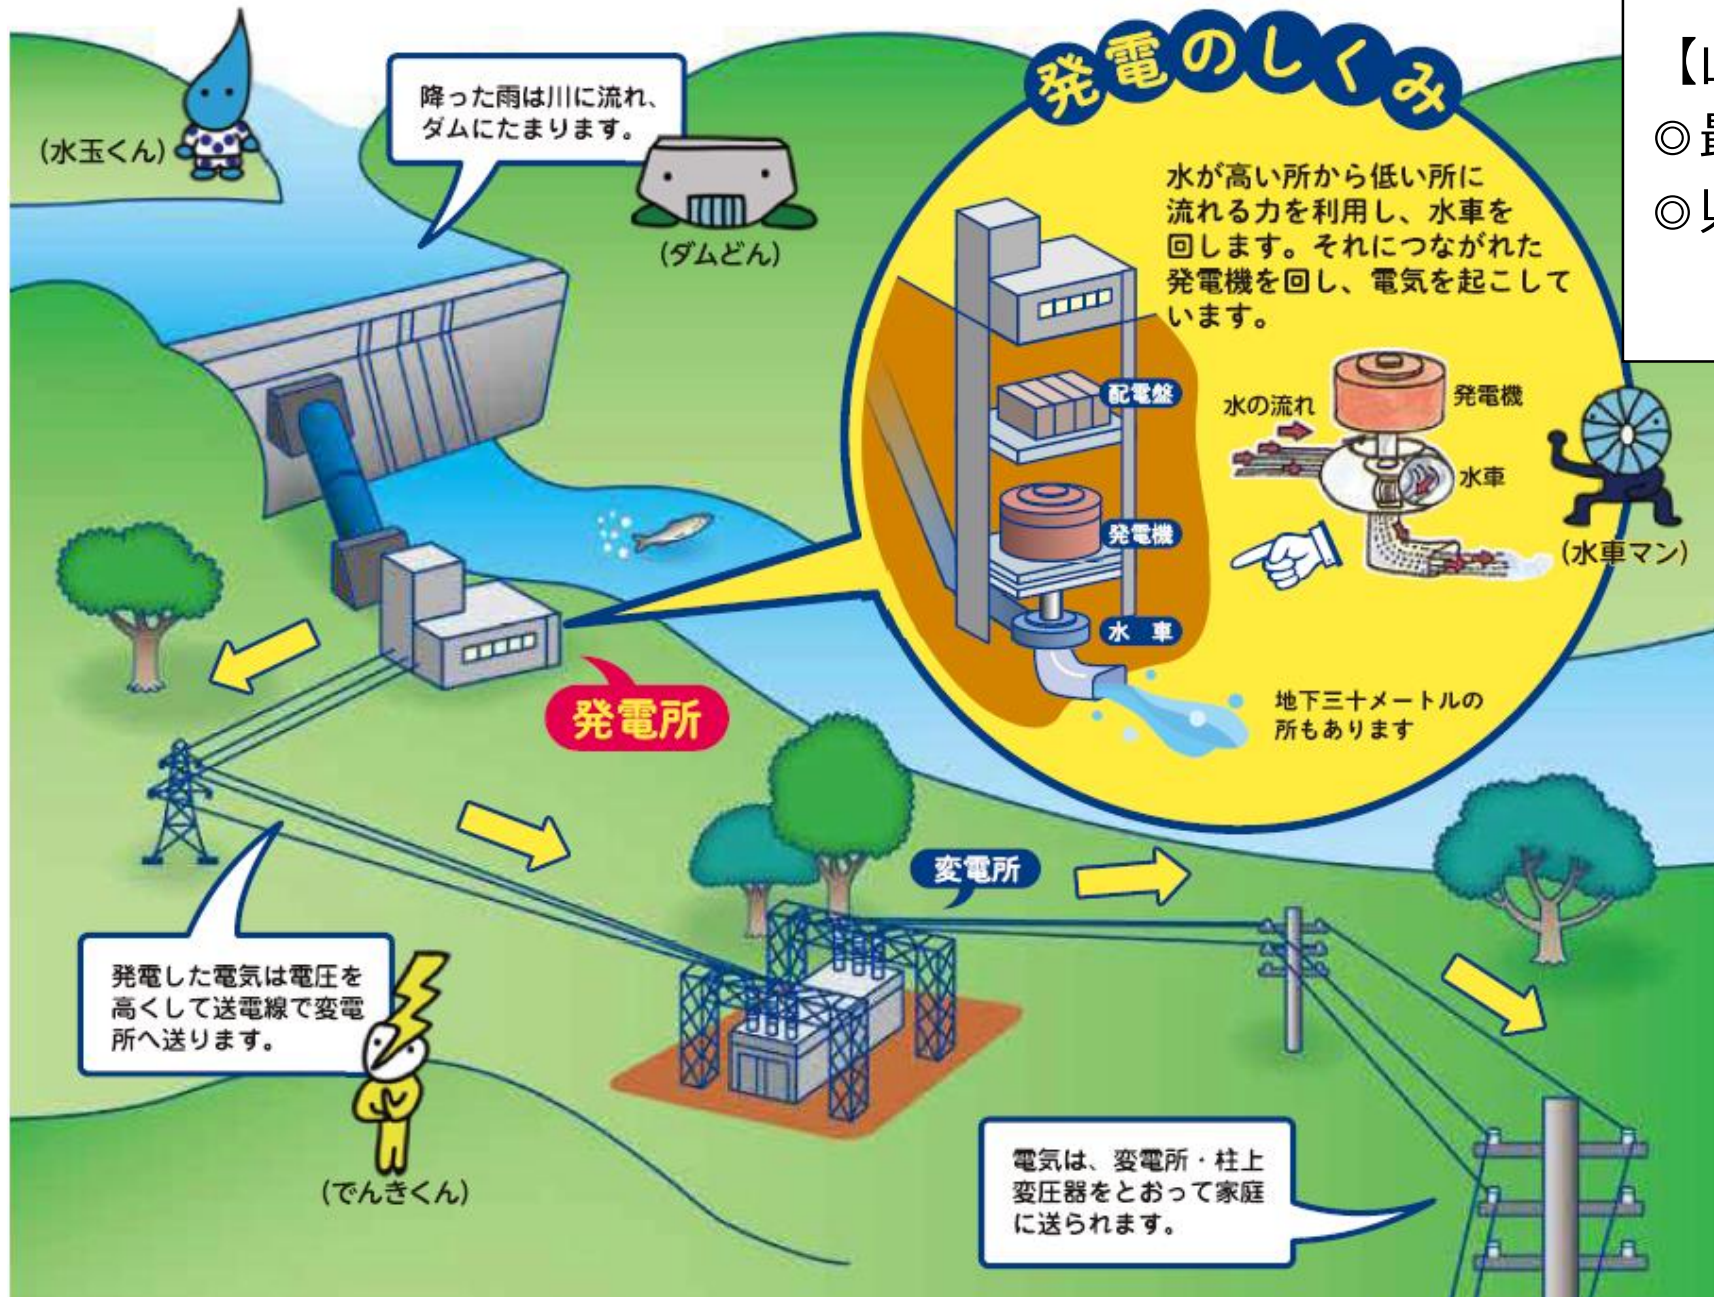 発電のしくみ
降った雨は川に流れ、
ダムにたまります。
(水玉くん)
(ダムどん)
水が高い所から低い所に
流れる力を利用し、水車を
回します。それにつながれた
発電機を回し、電気を起こして
います。
配電盤
発電機
水車
水の流れ
発電機
水車
(水車マン)
地下三十メートルの
所もあります
発電所
変電所
発電した電気は電圧を
高くして送電線で変電
所へ送ります。
(でんきくん)
電気は、変電所・柱上
変圧器をとおって家庭
に送られます。
【山
◎最
◎以